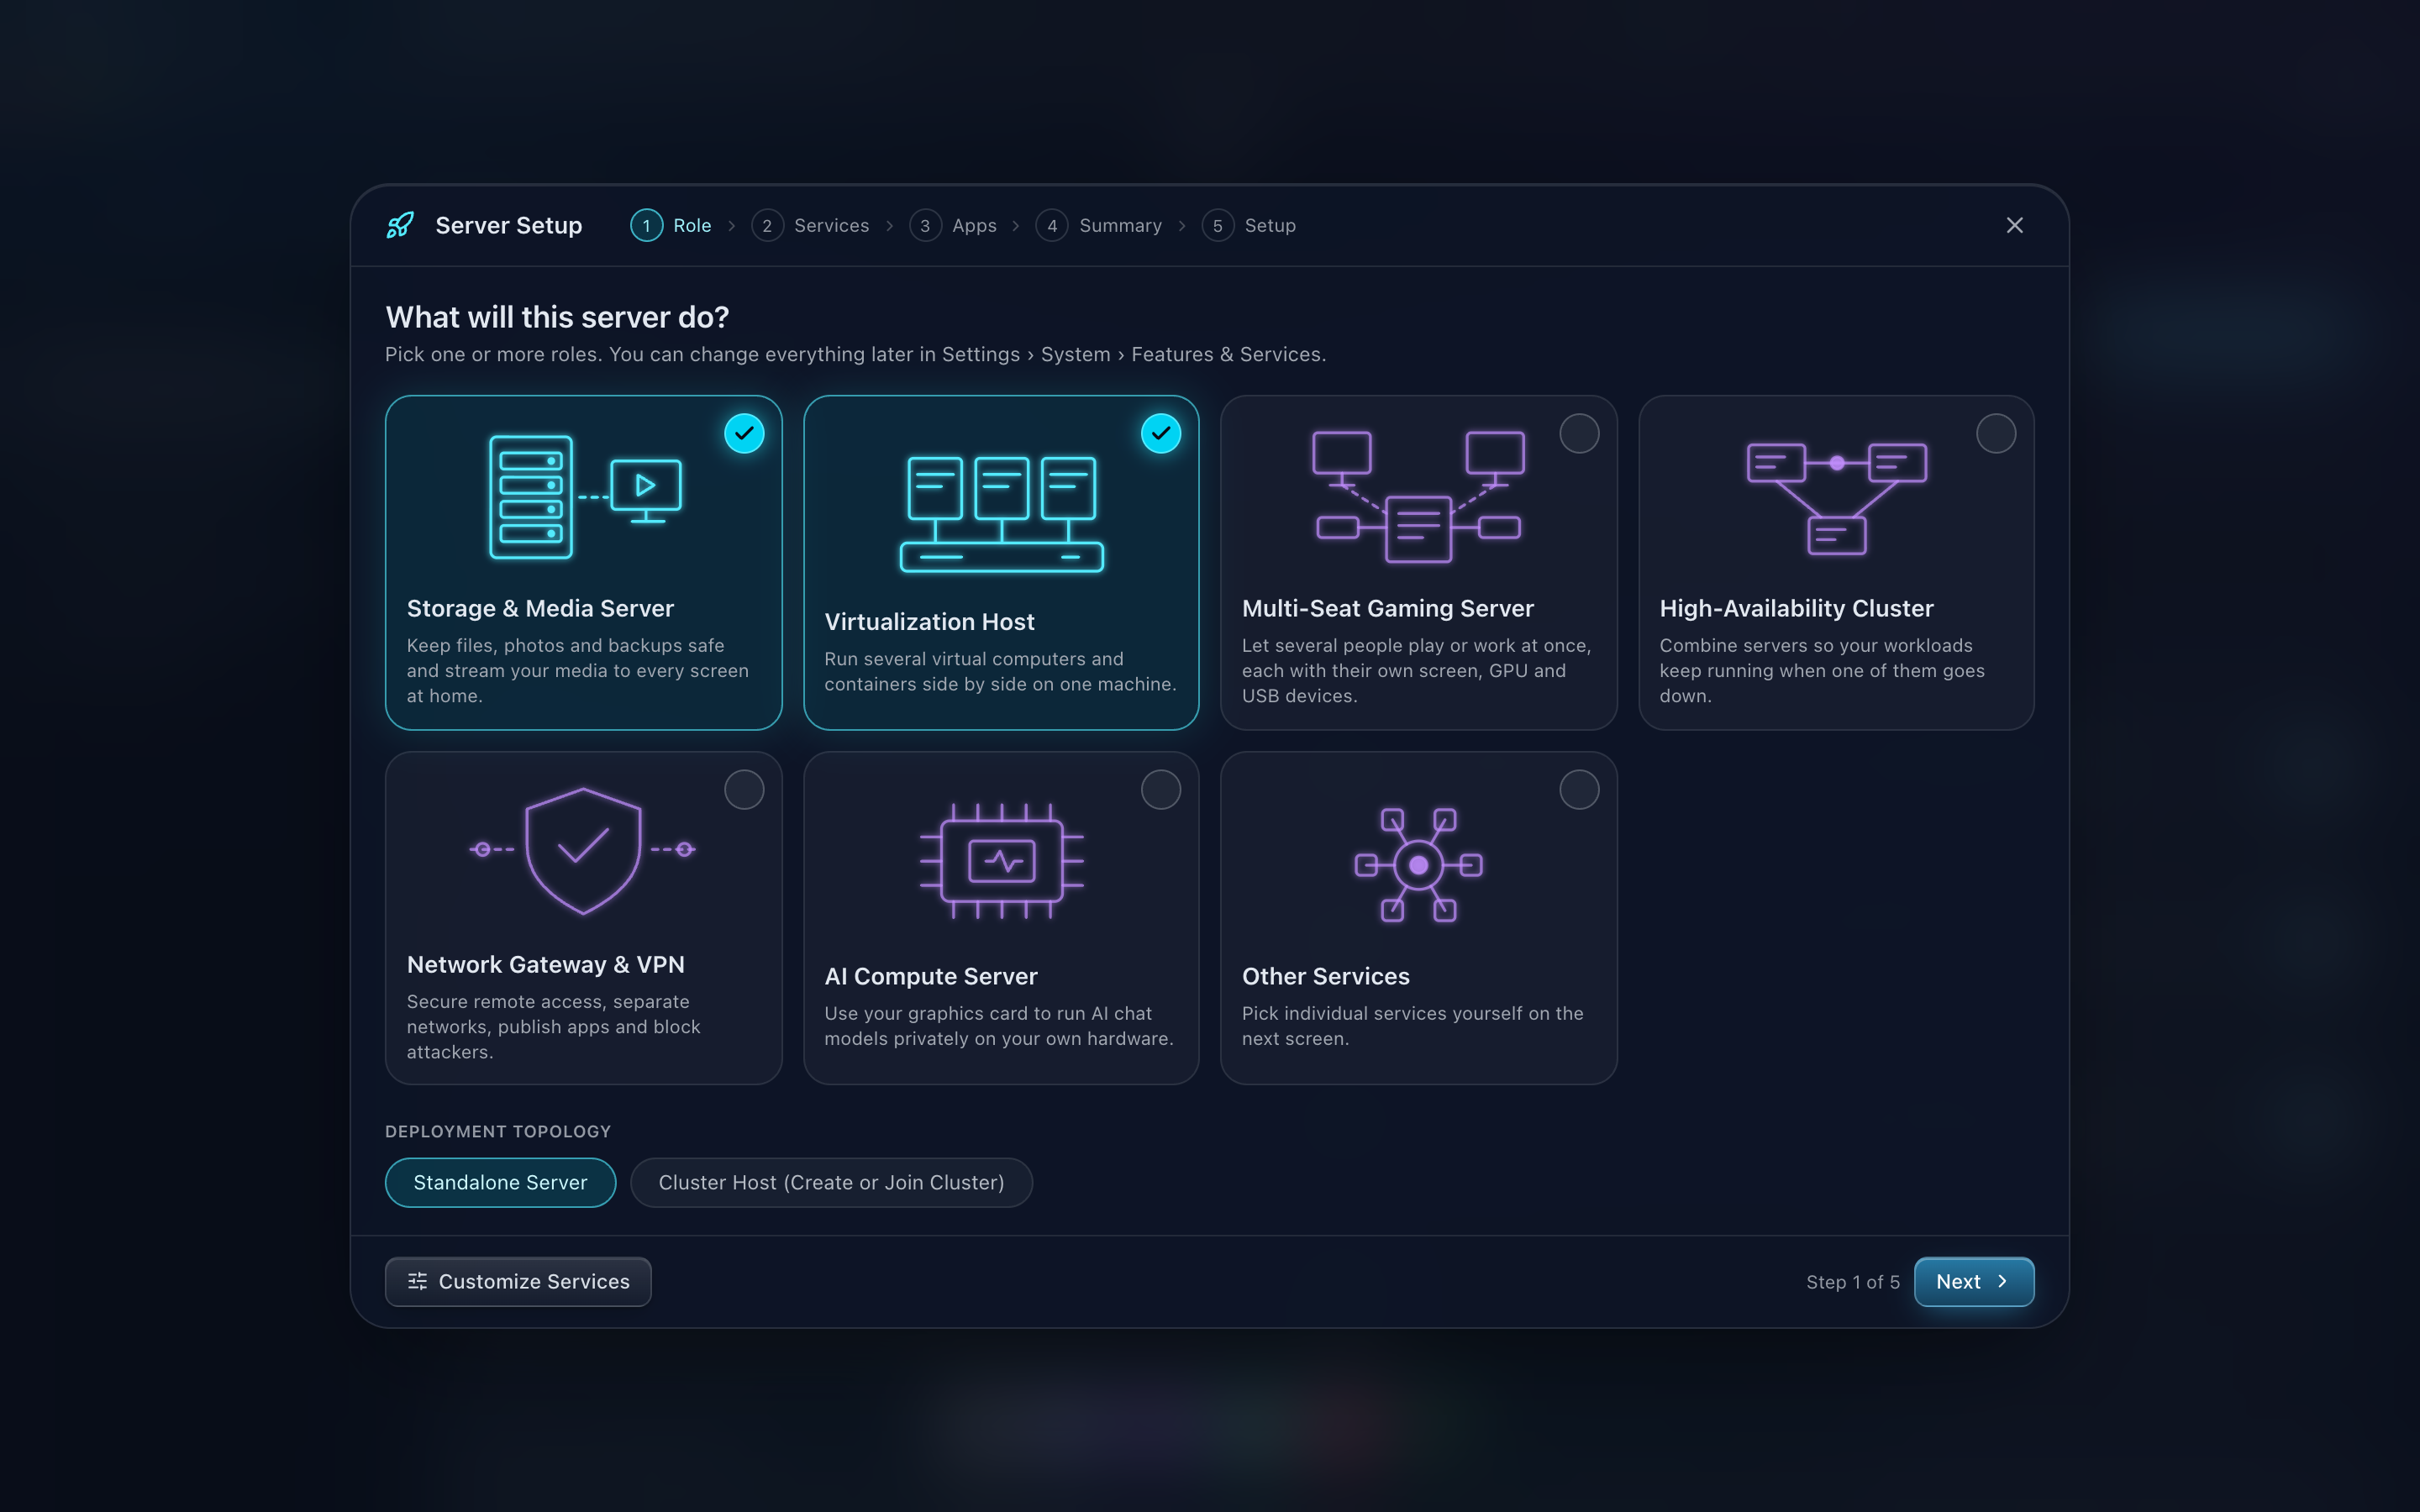 Server Setup
1 Role
2 Services
3 Apps
4 Summary
5 Setup
What will this server do?
Pick one or more roles. You can change everything later in Settings › System › Features & Services.
Storage & Media Server
Keep files, photos and backups safe
and stream your media to every screen
at home.
Virtualization Host
Run several virtual computers and
containers side by side on one machine.
Multi-Seat Gaming Server
Let several people play or work at once,
each with their own screen, GPU and
USB devices.
High-Availability Cluster
Combine servers so your workloads
keep running when one of them goes
down.
Network Gateway & VPN
Secure remote access, separate
networks, publish apps and block
attackers.
AI Compute Server
Use your graphics card to run AI chat
models privately on your own hardware.
Other Services
Pick individual services yourself on the
next screen.
DEPLOYMENT TOPOLOGY
Standalone Server
Cluster Host (Create or Join Cluster)
Customize Services
Step 1 of 5
Next